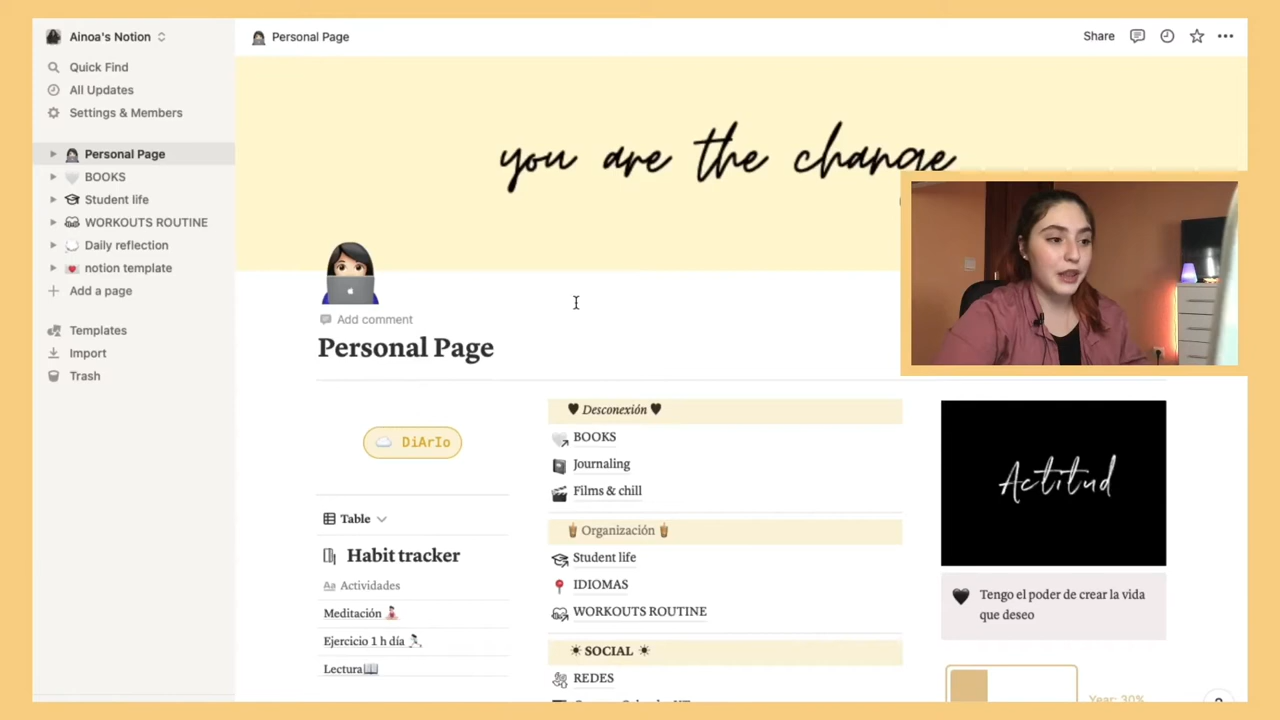 Ainoa's Notion
Quick Find
All Updates
Settings & Members
Personal Page
BOOKS
Student life
WORKOUTS ROUTINE
Daily reflection
notion template
Add a page
Templates
Import
Trash
Personal Page
Share
you are the change
Add comment
Personal Page
DiArIo
Table
Habit tracker
Aa Actividades
Meditación
Ejercicio 1 h día
Lectura
Desconexión
BOOKS
Journaling
Films & chill
Organización
Student life
IDIOMAS
WORKOUTS ROUTINE
SOCIAL
REDES
Actitud
Tengo el poder de crear la vida
que deseo
Year: 30%